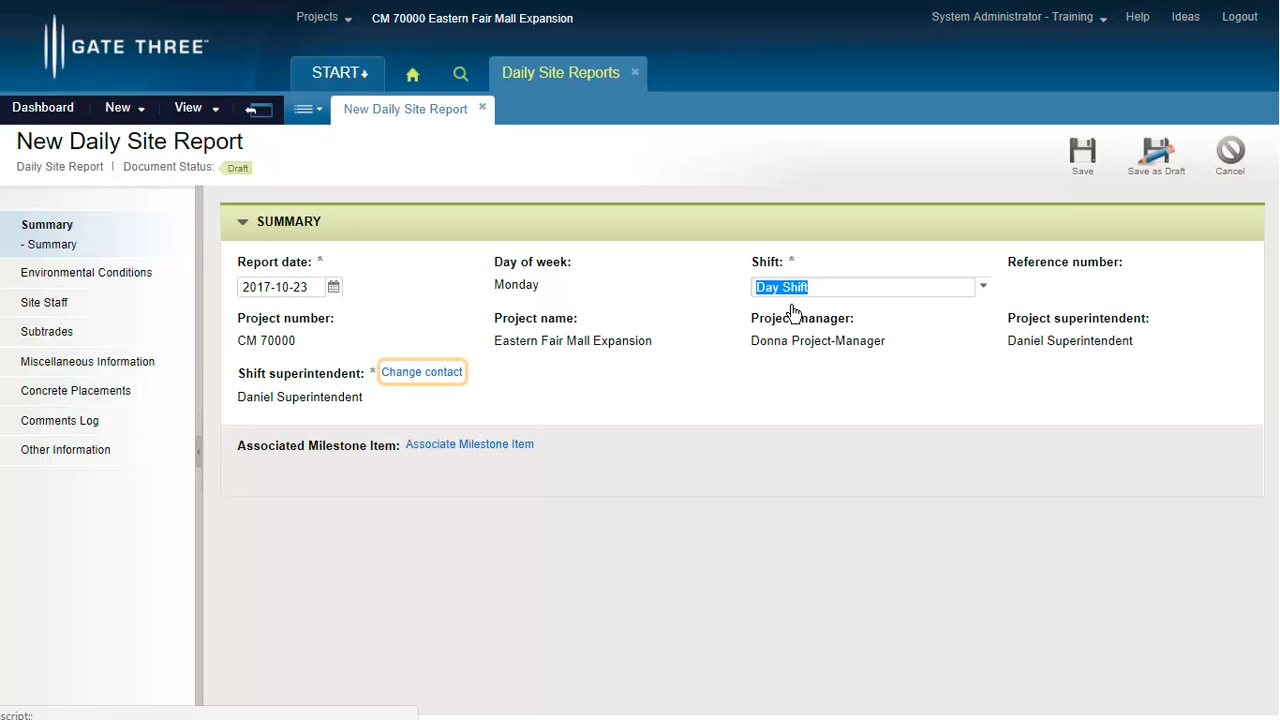 Projects
CM 70000 Eastern Fair Mall Expansion
System Administrator - Training
Help
Ideas
Logout
GATE THREE
START
Daily Site Reports
Dashboard
New
View
New Daily Site Report
New Daily Site Report
Daily Site Report | Document Status: Draft
Save
Save as Draft
Cancel
Summary
- Summary
Environmental Conditions
Site Staff
Subtrades
Miscellaneous Information
Concrete Placements
Comments Log
Other Information
SUMMARY
Report date: *
Day of week:
Shift: *
Reference number:
2017-10-23
Monday
Day Shift
Project number:
Project name:
Project manager:
Project superintendent:
CM 70000
Eastern Fair Mall Expansion
Donna Project-Manager
Daniel Superintendent
Shift superintendent: * Change contact
Daniel Superintendent
Associated Milestone Item: Associate Milestone Item
script:;